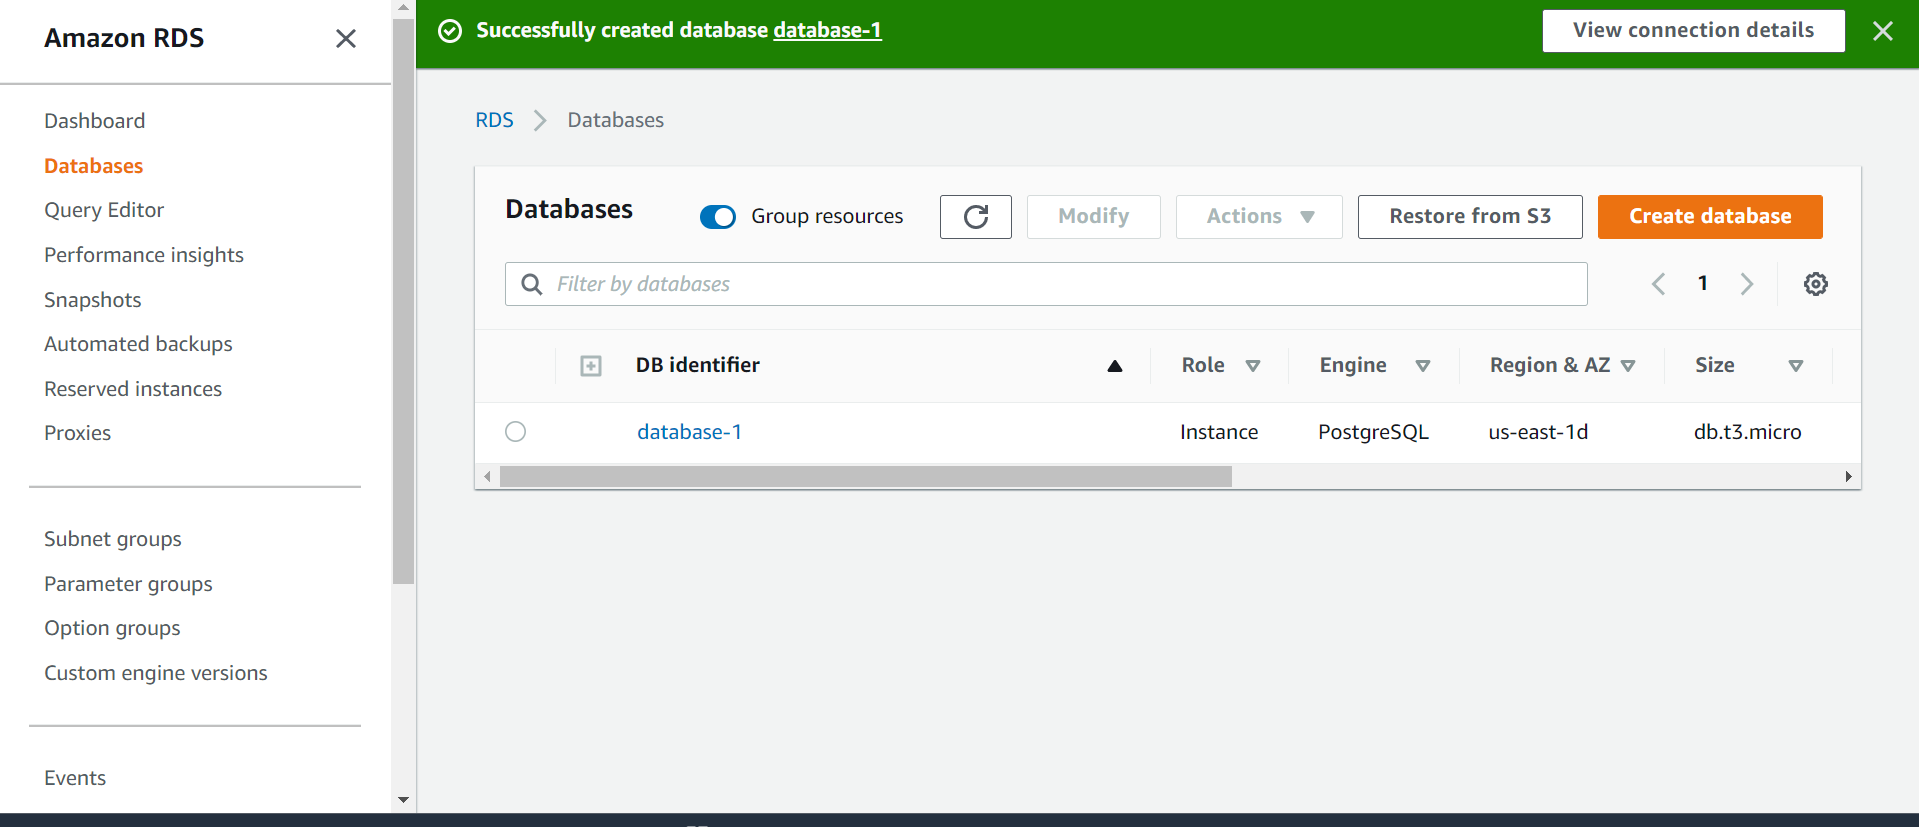 Amazon RDS
Dashboard
Databases
Query Editor
Performance insights
Snapshots
Automated backups
Reserved instances
Proxies
Subnet groups
Parameter groups
Option groups
Custom engine versions
Events
Successfully created database database-1
View connection details
RDS
Databases
Databases
Group resources
Modify
Actions
Restore from S3
Create database
Filter by databases
1
DB identifier Role Engine Region & AZ Size
database-1 Instance PostgreSQL us-east-1d db.t3.micro